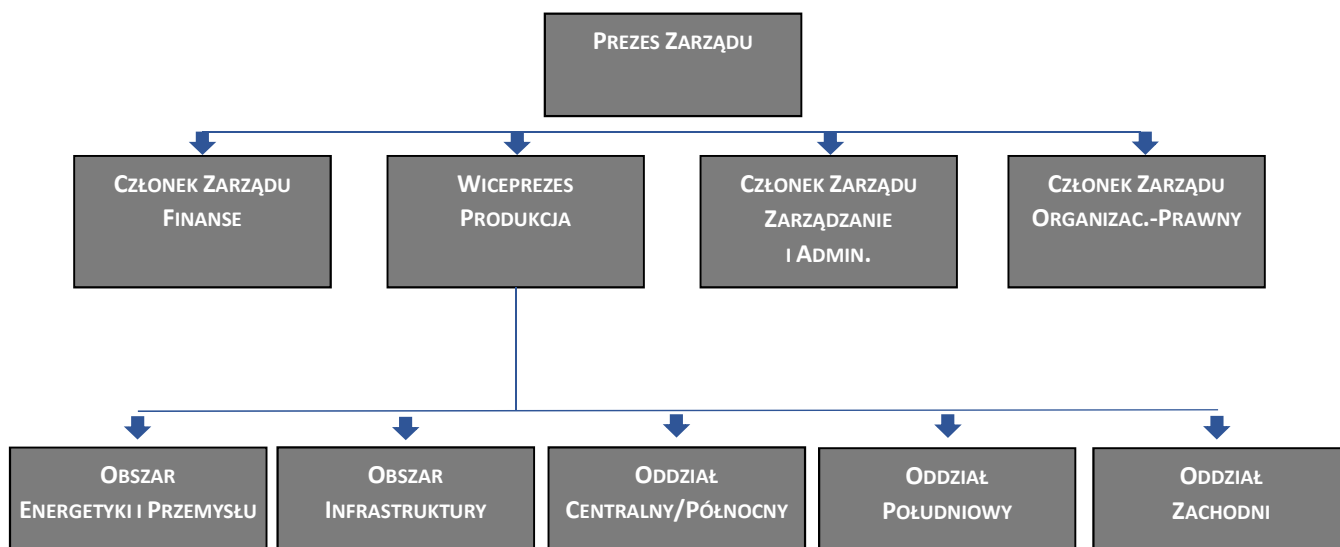 PREZES ZARZĄDU
CZŁONEK ZARZĄDU
FINANSE
WICEPREZES
PRODUKCJA
CZŁONEK ZARZĄDU
ZARZĄDZANIE
I ADMIN.
CZŁONEK ZARZĄDU
ORGANIZAC.-PRAWNY
OBSZAR
ENERGETYKI I PRZEMYSŁU
OBSZAR
INFRASTRUKTURY
ODDZIAŁ
CENTRALNY/PÓŁNOCNY
ODDZIAŁ
POŁUDNIOWY
ODDZIAŁ
ZACHODNI